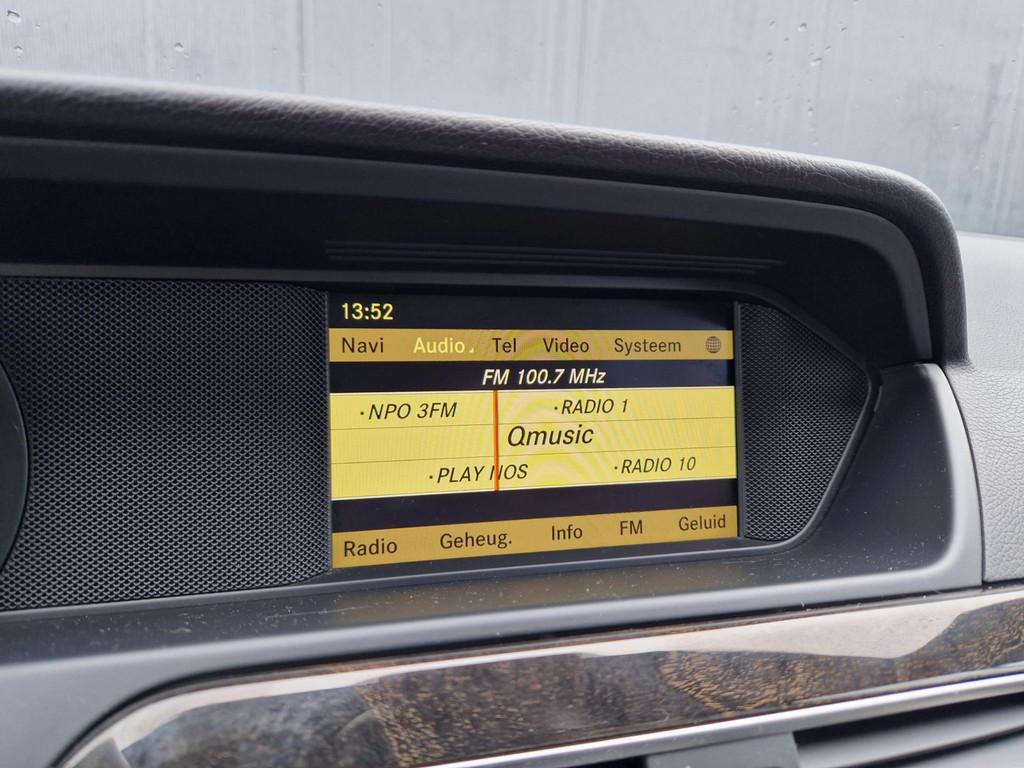 13:52
Navi Audio Tel Video Systeem
FM 100.7 MHz
·NPO 3FM ·RADIO 1
Qmusic
·PLAY NOS ·RADIO 10
Radio Geheug. Info FM Geluid